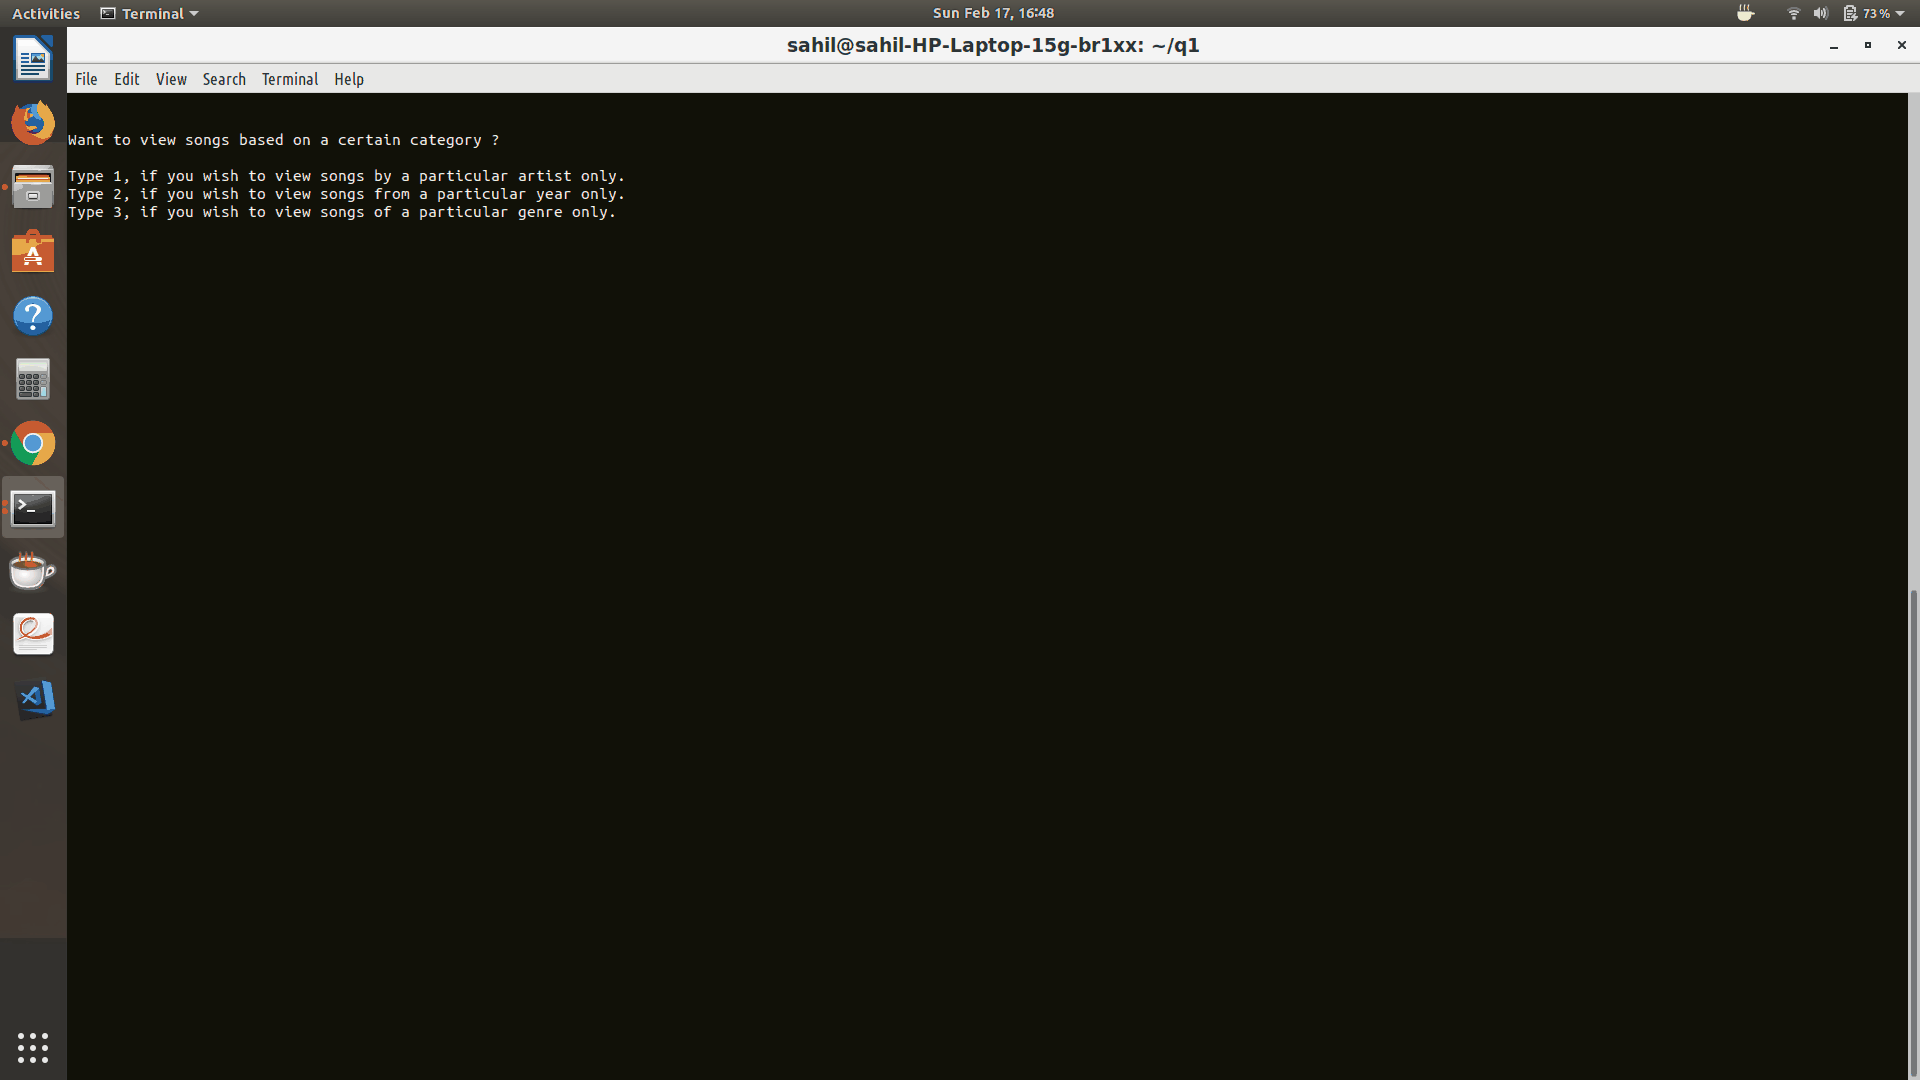 Activities Terminal Sun Feb 17, 16:48 73%
sahil@sahil-HP-Laptop-15g-br1xx: ~/q1
File Edit View Search Terminal Help
Want to view songs based on a certain category ?
Type 1, if you wish to view songs by a particular artist only.
Type 2, if you wish to view songs from a particular year only.
Type 3, if you wish to view songs of a particular genre only.